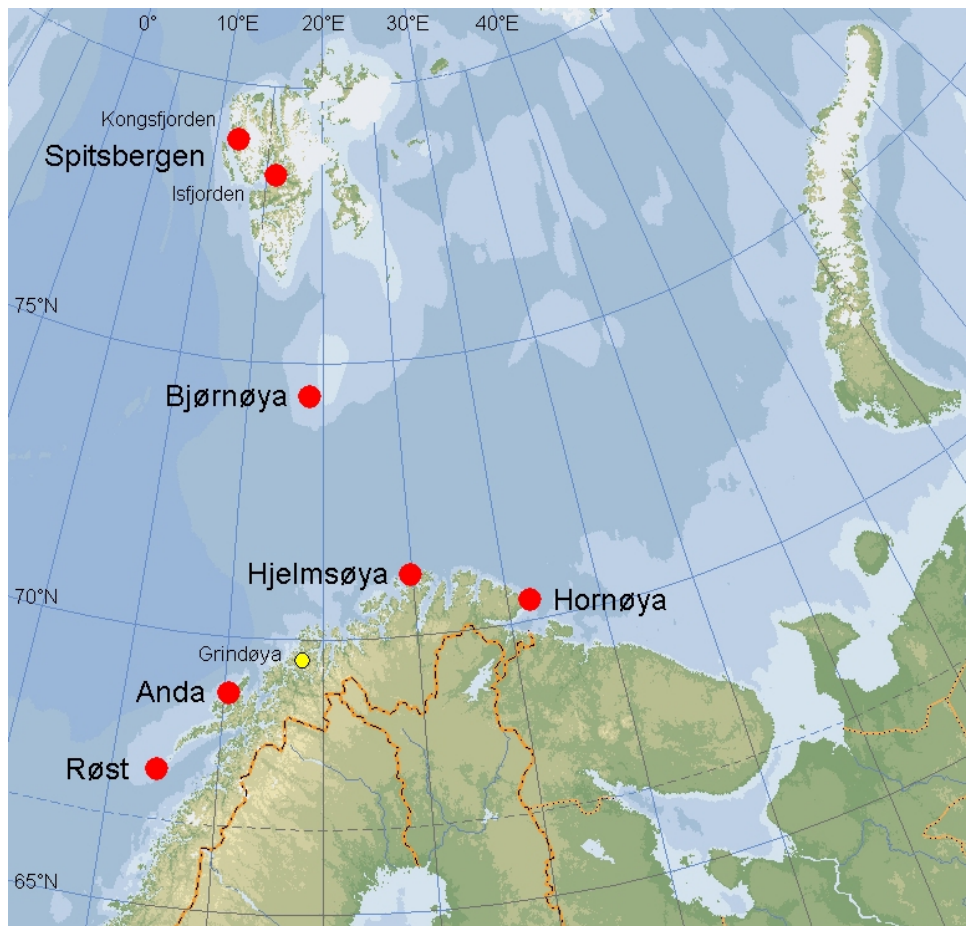 0° 10°E 20°E 30°E 40°E
Kongsfjorden
Spitsbergen
Isfjorden
75°N
Bjørnøya
Hjelmsøya
Hornøya
70°N
Grindøya
Anda
Røst
65°N